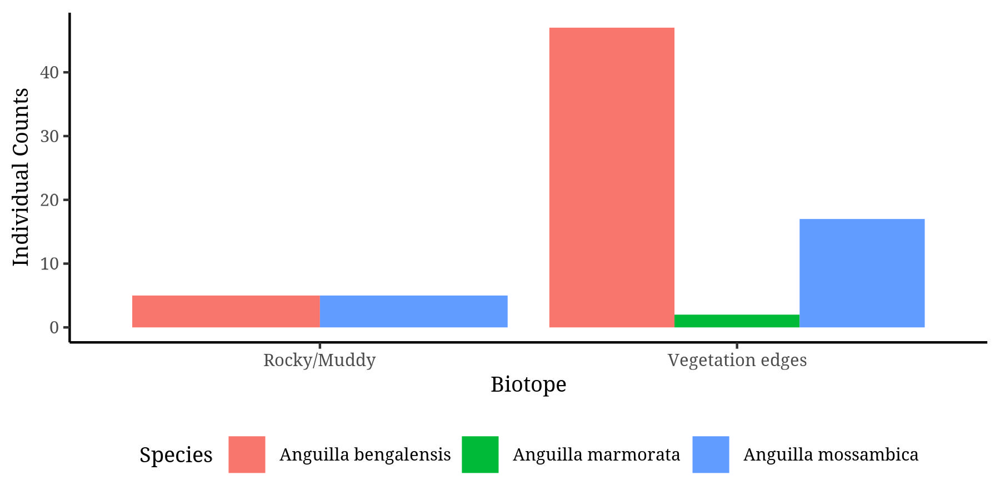 Individual Counts
40
30
20
10
0
Rocky/Muddy Vegetation edges
Biotope
Species Anguilla bengalensis Anguilla marmorata Anguilla mossambica